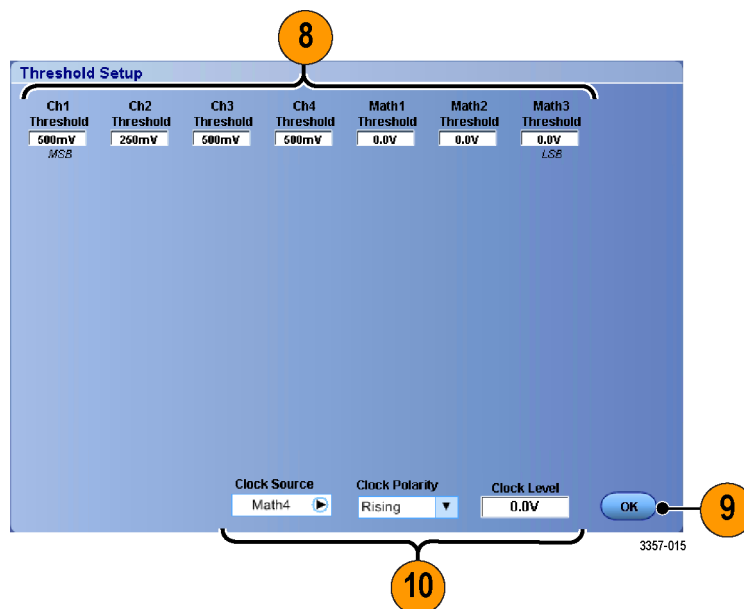 8
Threshold Setup
Ch1 Threshold
Ch2 Threshold
Ch3 Threshold
Ch4 Threshold
Math1 Threshold
Math2 Threshold
Math3 Threshold
500mV
250mV
500mV
500mV
0.0V
0.0V
0.0V
MSB
LSB
Clock Source
Clock Polarity
Clock Level
Math4
Rising
0.0V
OK
9
3357-015
10